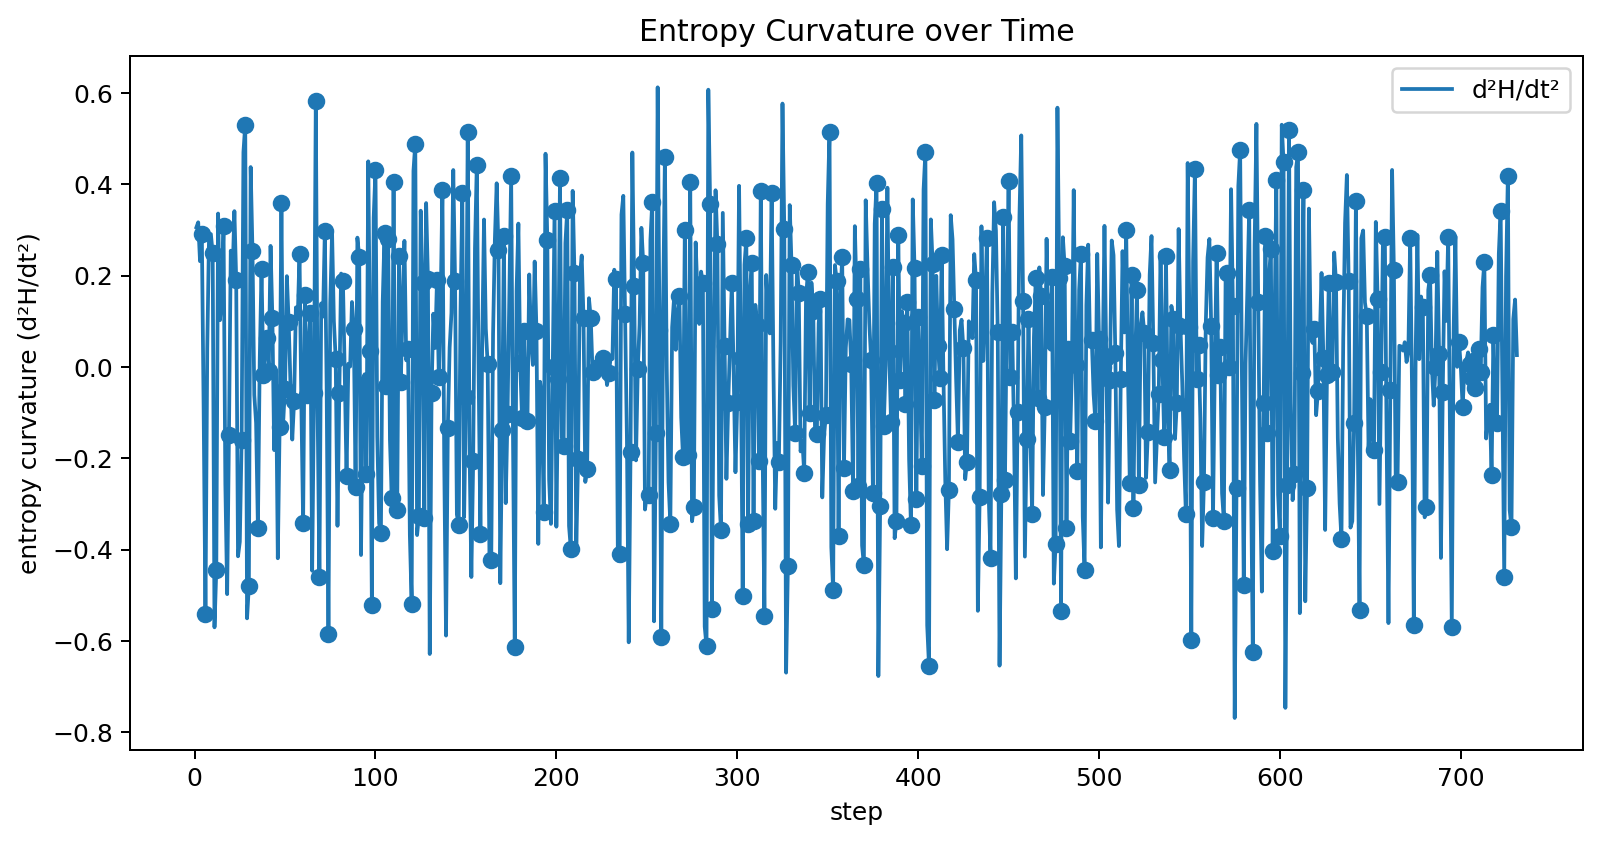 Entropy Curvature over Time
d²H/dt²
entropy curvature (d²H/dt²)
0.6
0.4
0.2
0.0
−0.2
−0.4
−0.6
−0.8
0 100 200 300 400 500 600 700
step